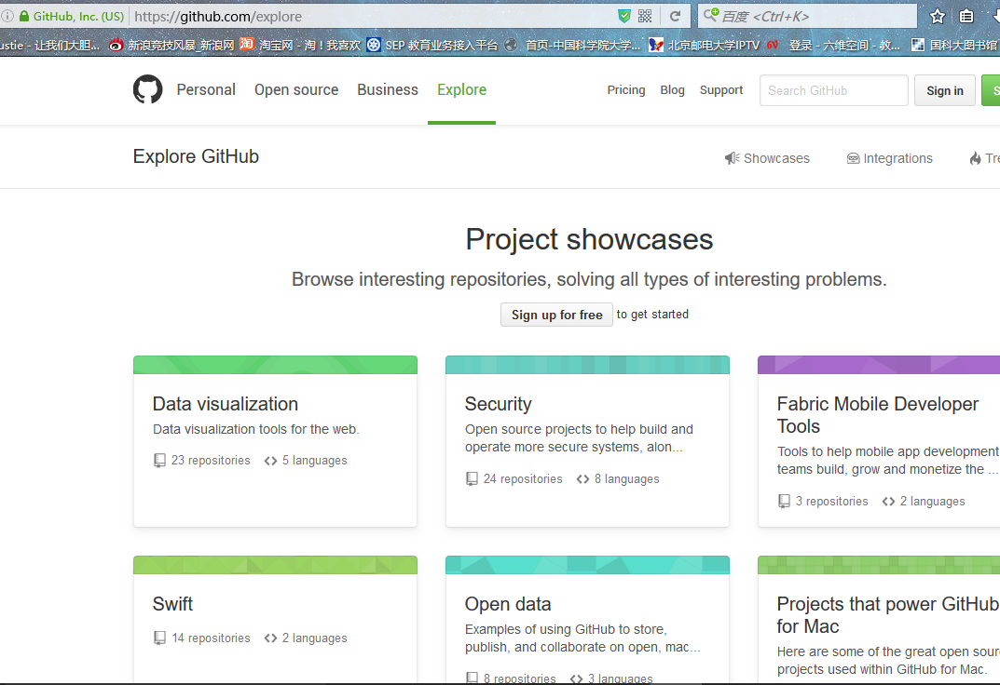 GitHub, Inc. (US) https://github.com/explore 百度 <Ctrl+K>
ustie - 让我们大胆... 新浪竞技风暴_新浪网 淘 淘宝网 - 淘！我喜欢 SEP 教育业务接入平台 首页-中国科学院大学... 北京邮电大学IPTV 登录 - 六维空间 - 教... 国科大图书馆
Personal Open source Business Explore Pricing Blog Support Search GitHub Sign in S
Explore GitHub Showcases Integrations Tre
Project showcases
Browse interesting repositories, solving all types of interesting problems.
Sign up for free to get started
Data visualization
Data visualization tools for the web.
23 repositories 5 languages
Security
Open source projects to help build and
operate more secure systems, alon...
24 repositories 8 languages
Fabric Mobile Developer
Tools
Tools to help mobile app development
teams build, grow and monetize the ...
3 repositories 2 languages
Swift
14 repositories 2 languages
Open data
Examples of using GitHub to store,
publish, and collaborate on open, mac...
8 repositories 3 languages
Projects that power GitHub
for Mac
Here are some of the great open sour
projects used within GitHub for Mac.